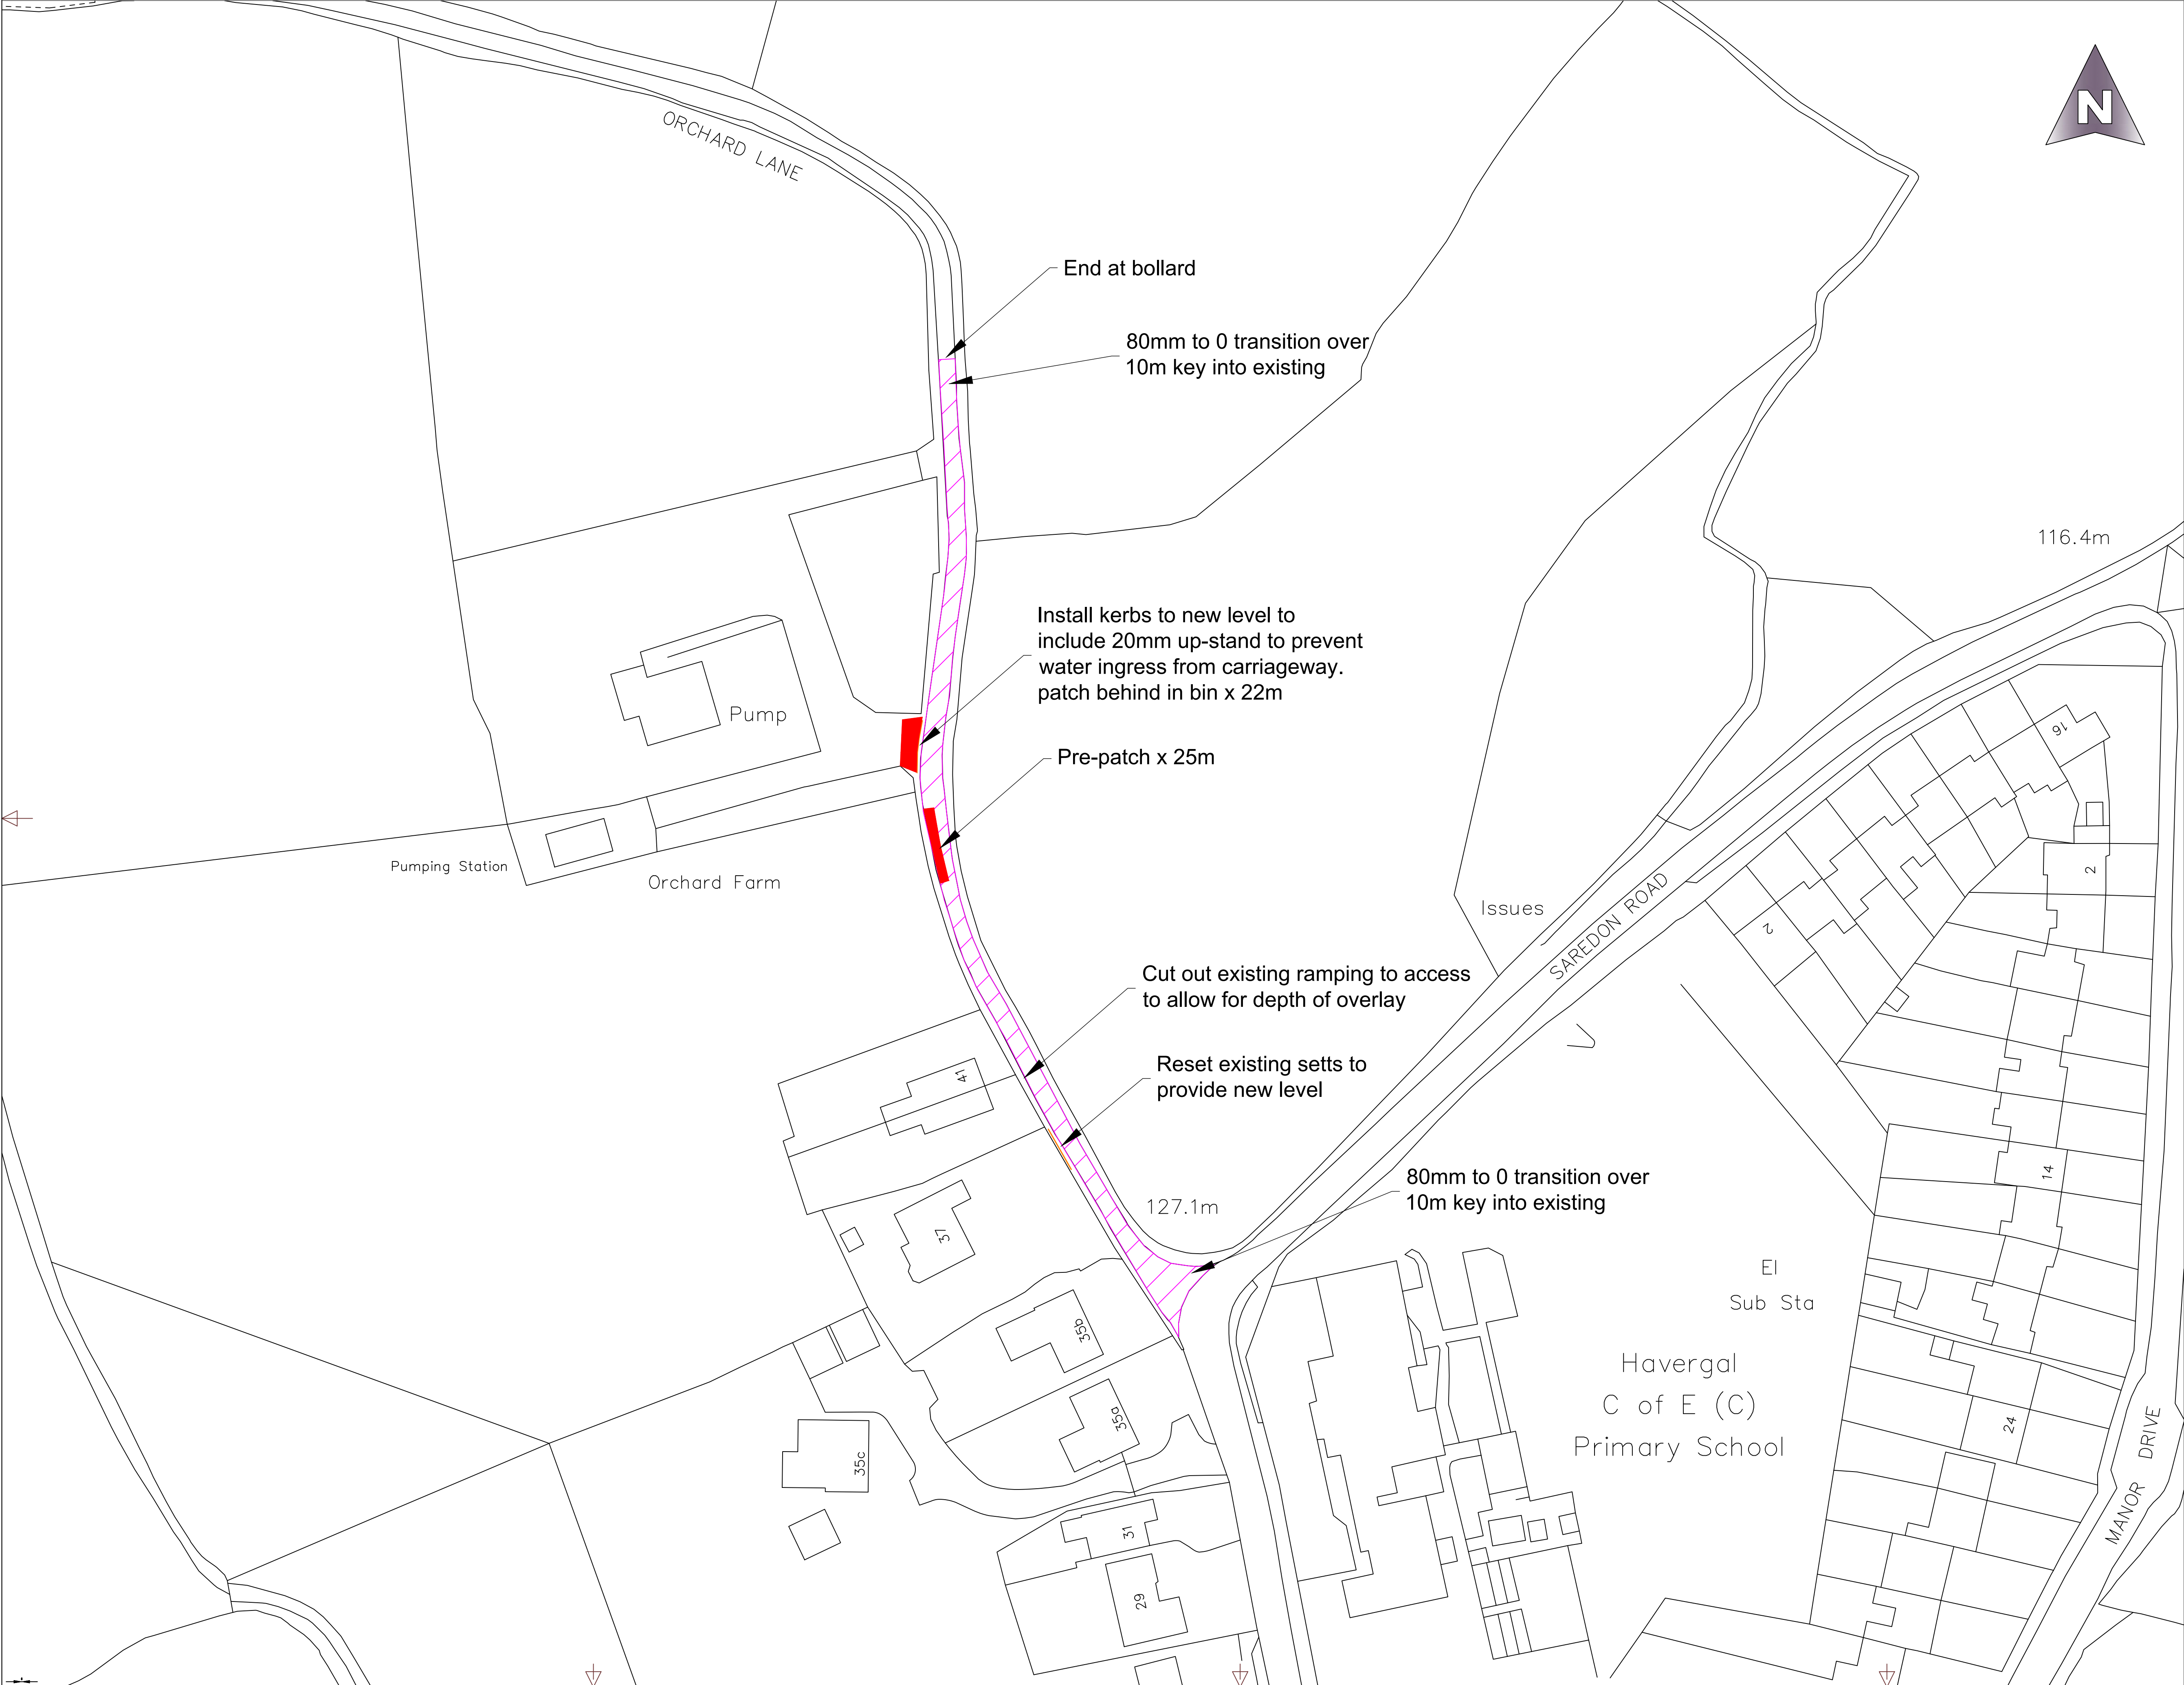 ORCHARD LANE
N
End at bollard
80mm to 0 transition over
10m key into existing
116.4m
Install kerbs to new level to
include 20mm up-stand to prevent
water ingress from carriageway.
patch behind in bin x 22m
Pump
16
Pre-patch x 25m
Pumping Station
Orchard Farm
Issues
SAREDON ROAD
2
2
Cut out existing ramping to access
to allow for depth of overlay
41
Reset existing setts to
provide new level
14
80mm to 0 transition over
10m key into existing
127.1m
37
El
Sub Sta
35b
Havergal
C of E (C)
Primary School
35a
24
35c
MANOR DRIVE
31
29